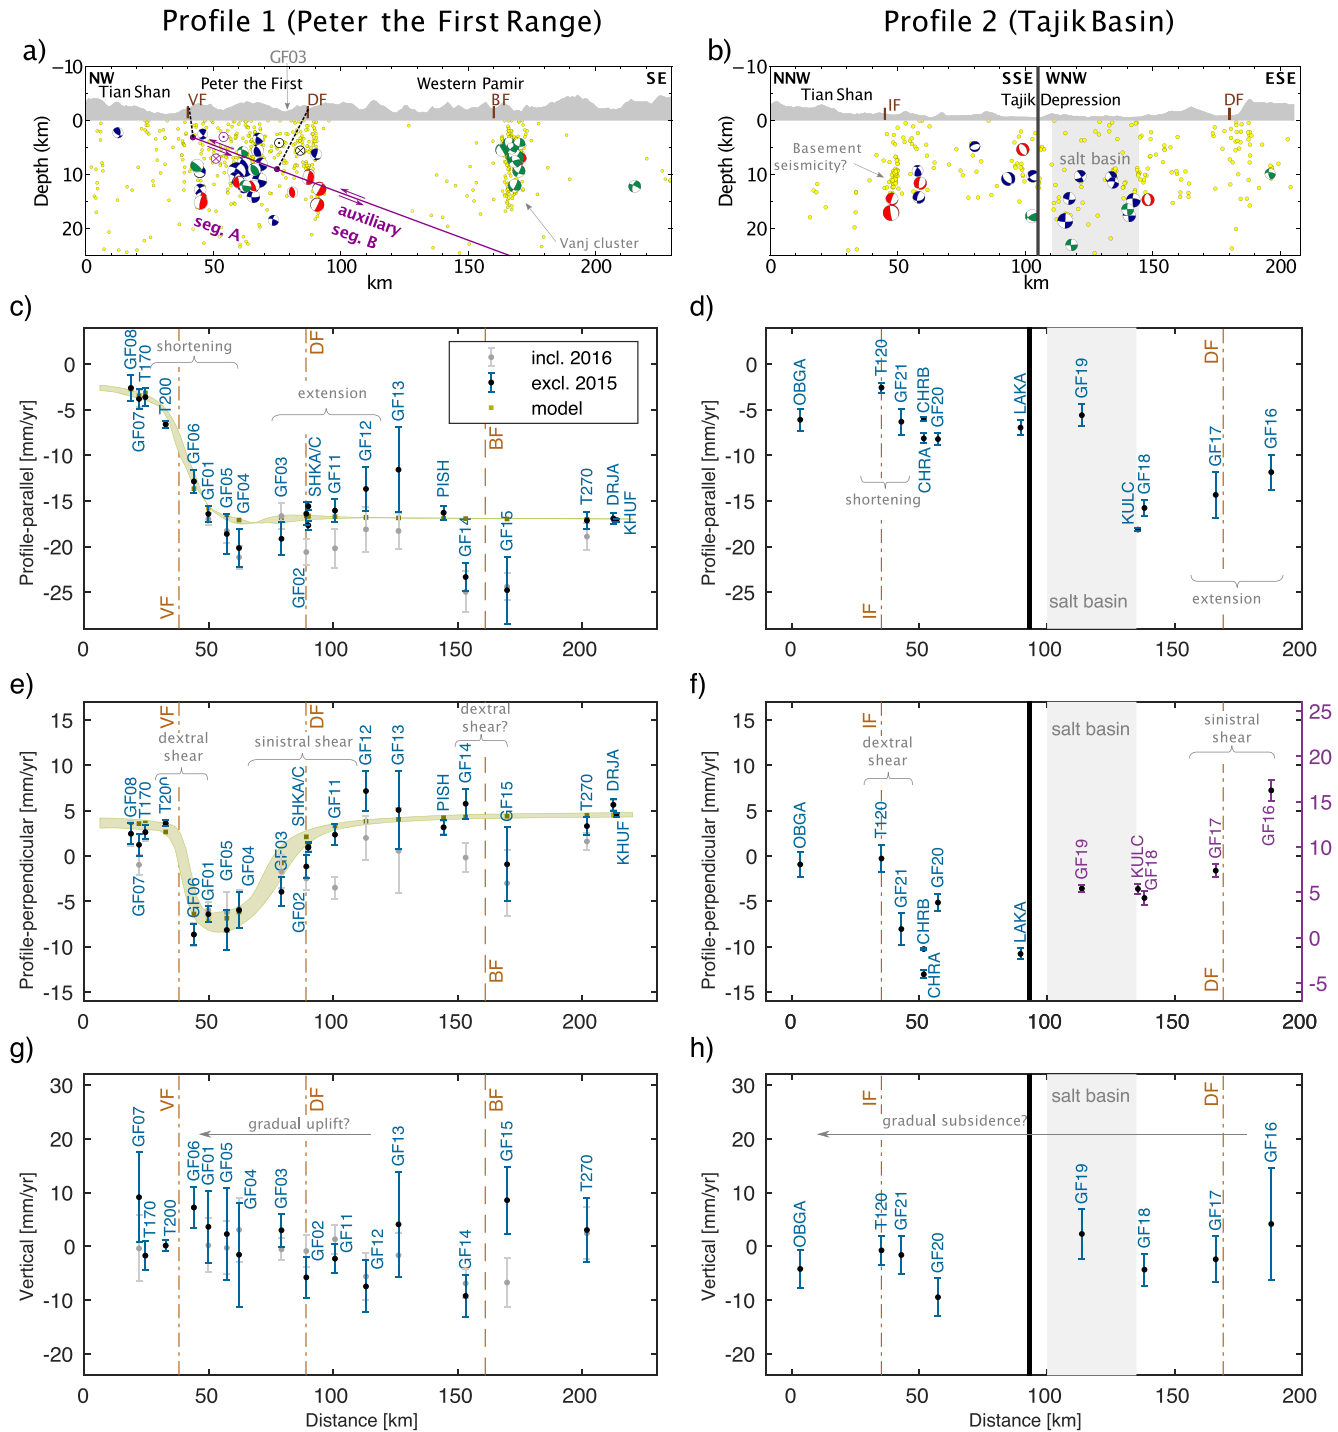 Profile 1 (Peter the First Range)
Profile 2 (Tajik Basin)
a)
GF03
NW
Peter the First
Western Pamir
SE
Tian Shan
VF
DF
BF
-10
0
10
20
Depth (km)
seg. A
auxiliary
seg. B
Vanj cluster
0 50 100 150 200
km
b)
NNW
SSE
WNW
ESE
Tian Shan
Tajik Depression
IF
DF
-10
0
10
20
Depth (km)
Basement
seismicity?
salt basin
0 50 100 150 200
km
c)
Profile-parallel [mm/yr]
0
-5
-10
-15
-20
-25
GF08
T170
GF07
T200
shortening
VF
GF06
GF01
GF05
GF04
GF03
GF02
SHKA/C
GF11
GF12
GF13
extension
DF
PISH
GF14
BF
GF15
T270
DRJA
KHUF
incl. 2016
excl. 2015
model
0 50 100 150 200
d)
Profile-parallel [mm/yr]
0
-5
-10
-15
-20
-25
OBGA
T120
GF21
CHRB
CHRA
GF20
shortening
IF
LAKA
GF19
KULC
GF18
salt basin
DF
GF17
GF16
extension
0 50 100 150 200
e)
Profile-perpendicular [mm/yr]
15
10
5
0
-5
-10
-15
GF08
T170
T200
GF07
VF
dextral
shear
GF06
GF01
GF05
GF04
sinistral shear
GF03
GF02
SHKA/C
DF
GF11
GF12
GF13
dextral
shear?
PISH
GF14
GF15
BF
T270
DRJA
KHUF
0 50 100 150 200
f)
Profile-perpendicular [mm/yr]
15
10
5
0
-5
-10
-15
OBGA
IF
dextral
shear
T120
GF21
CHRB
CHRA
GF20
LAKA
salt basin
GF19
KULC
GF18
sinistral
shear
GF17
GF16
DF
25
20
15
10
5
0
-5
0 50 100 150 200
g)
Vertical [mm/yr]
30
20
10
0
-10
-20
GF07
T170
T200
VF
GF06
GF01
GF05
GF04
GF03
gradual uplift?
DF
GF02
GF11
GF12
GF13
GF14
BF
GF15
T270
0 50 100 150 200
Distance [km]
h)
Vertical [mm/yr]
30
20
10
0
-10
-20
OBGA
IF
T120
GF21
GF20
gradual subsidence?
salt basin
GF19
GF18
DF
GF17
GF16
0 50 100 150 200
Distance [km]